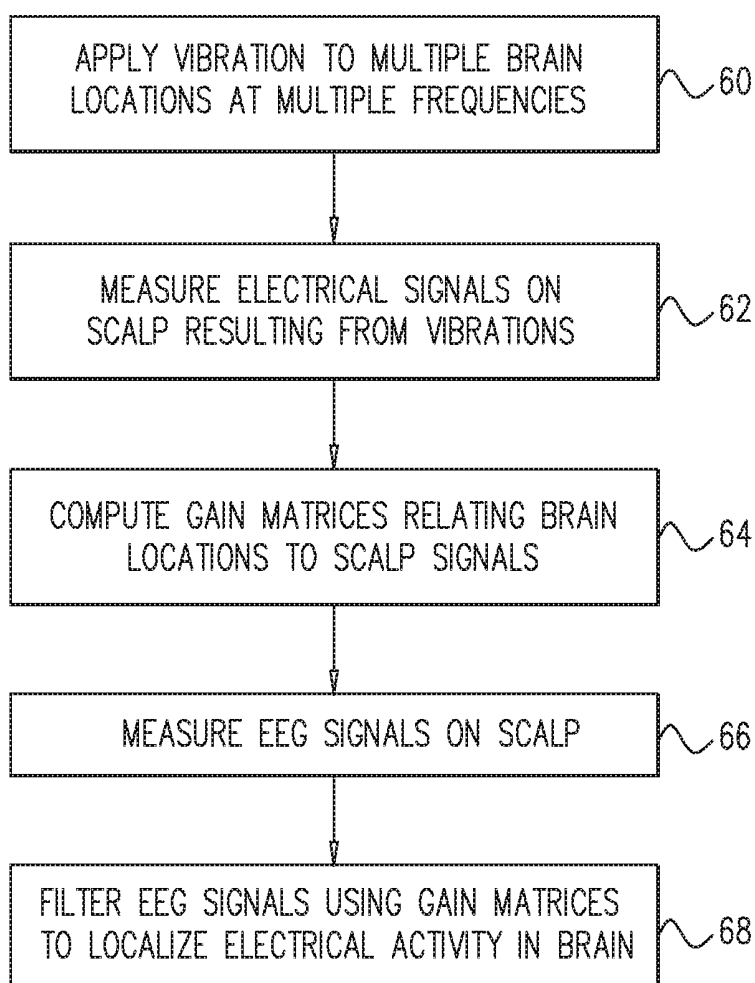 APPLY VIBRATION TO MULTIPLE BRAIN
LOCATIONS AT MULTIPLE FREQUENCIES
60
MEASURE ELECTRICAL SIGNALS ON
SCALP RESULTING FROM VIBRATIONS
62
COMPUTE GAIN MATRICES RELATING BRAIN
LOCATIONS TO SCALP SIGNALS
64
MEASURE EEG SIGNALS ON SCALP
66
FILTER EEG SIGNALS USING GAIN MATRICES
TO LOCALIZE ELECTRICAL ACTIVITY IN BRAIN
68